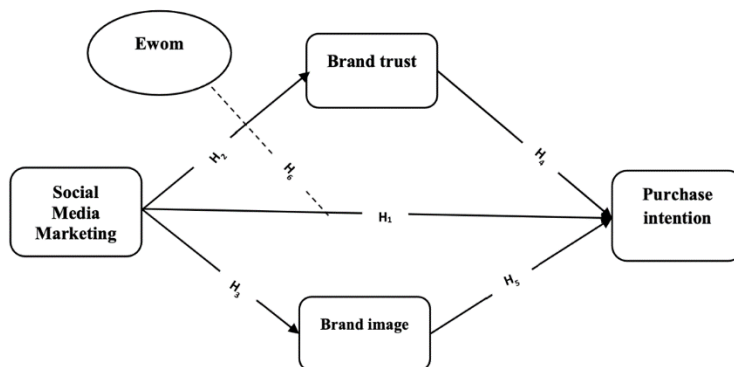 Ewom
Brand trust
H2
H4
H6
Social
Media
Marketing
H1
Purchase
intention
H3
H5
Brand image